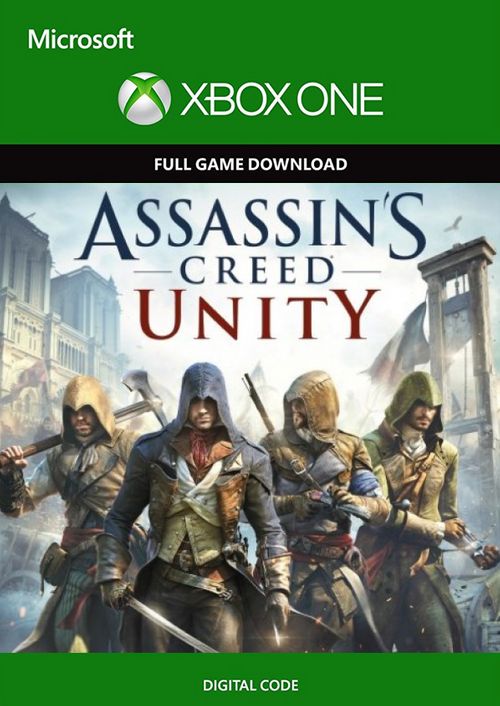 Microsoft
XBOX ONE
FULL GAME DOWNLOAD
ASSASSIN'S
CREED
UNITY
DIGITAL CODE